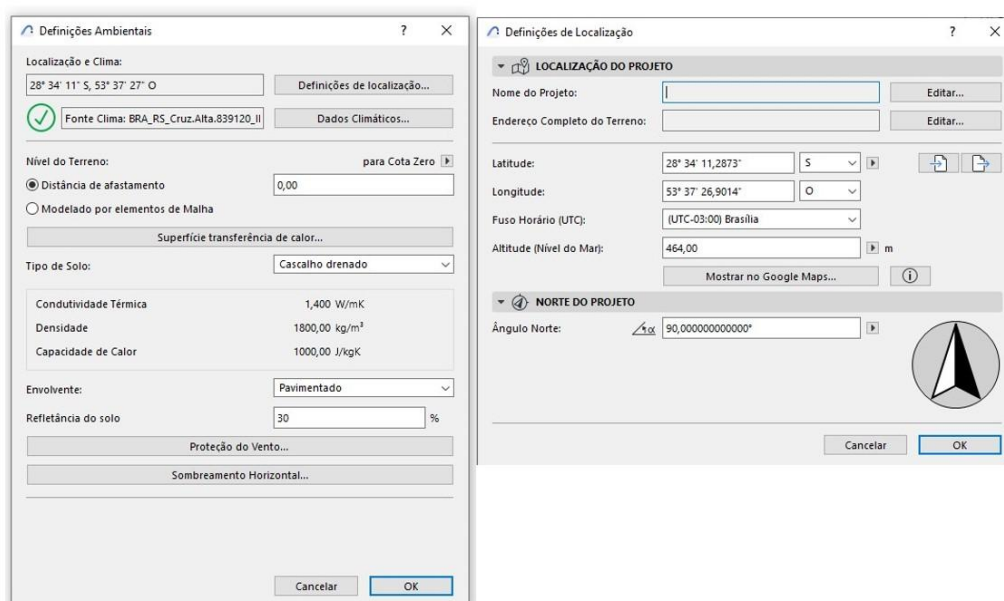 Definições Ambientais ? ×
Localização e Clima:
28° 34' 11" S, 53° 37' 27" O Definições de localização...
Fonte Clima: BRA_RS_Cruz.Alta.839120_II Dados Climáticos...
Nível do Terreno: para Cota Zero
Distância de afastamento 0,00
Modelado por elementos de Malha
Superfície transferência de calor...
Tipo de Solo: Cascalho drenado
Condutividade Térmica 1,400 W/mK
Densidade 1800,00 kg/m³
Capacidade de Calor 1000,00 J/kgK
Envolvente: Pavimentado
Refletância do solo 30 %
Proteção do Vento...
Sombreamento Horizontal...
Cancelar OK
Definições de Localização ? ×
LOCALIZAÇÃO DO PROJETO
Nome do Projeto: Editar...
Endereço Completo do Terreno: Editar...
Latitude: 28° 34' 11,2873" S
Longitude: 53° 37' 26,9014" O
Fuso Horário (UTC): (UTC-03:00) Brasília
Altitude (Nível do Mar): 464,00 m
Mostrar no Google Maps...
NORTE DO PROJETO
Ângulo Norte: α 90,000000000000°
Cancelar OK